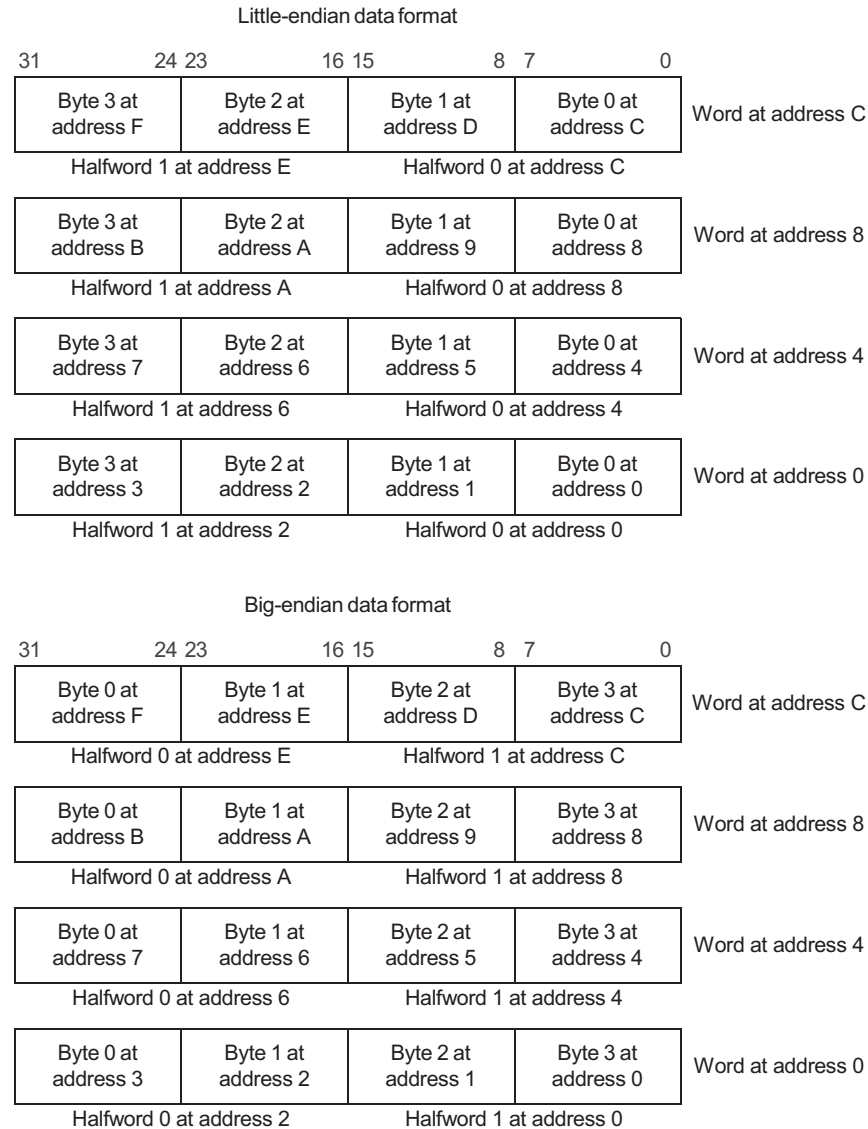 Little-endian data format
31 24 23 16 15 8 7 0
Byte 3 at Byte 2 at Byte 1 at Byte 0 at
address F address E address D address C
Word at address C
Halfword 1 at address E Halfword 0 at address C
Byte 3 at Byte 2 at Byte 1 at Byte 0 at
address B address A address 9 address 8
Word at address 8
Halfword 1 at address A Halfword 0 at address 8
Byte 3 at Byte 2 at Byte 1 at Byte 0 at
address 7 address 6 address 5 address 4
Word at address 4
Halfword 1 at address 6 Halfword 0 at address 4
Byte 3 at Byte 2 at Byte 1 at Byte 0 at
address 3 address 2 address 1 address 0
Word at address 0
Halfword 1 at address 2 Halfword 0 at address 0
Big-endian data format
31 24 23 16 15 8 7 0
Byte 0 at Byte 1 at Byte 2 at Byte 3 at
address F address E address D address C
Word at address C
Halfword 0 at address E Halfword 1 at address C
Byte 0 at Byte 1 at Byte 2 at Byte 3 at
address B address A address 9 address 8
Word at address 8
Halfword 0 at address A Halfword 1 at address 8
Byte 0 at Byte 1 at Byte 2 at Byte 3 at
address 7 address 6 address 5 address 4
Word at address 4
Halfword 0 at address 6 Halfword 1 at address 4
Byte 0 at Byte 1 at Byte 2 at Byte 3 at
address 3 address 2 address 1 address 0
Word at address 0
Halfword 0 at address 2 Halfword 1 at address 0